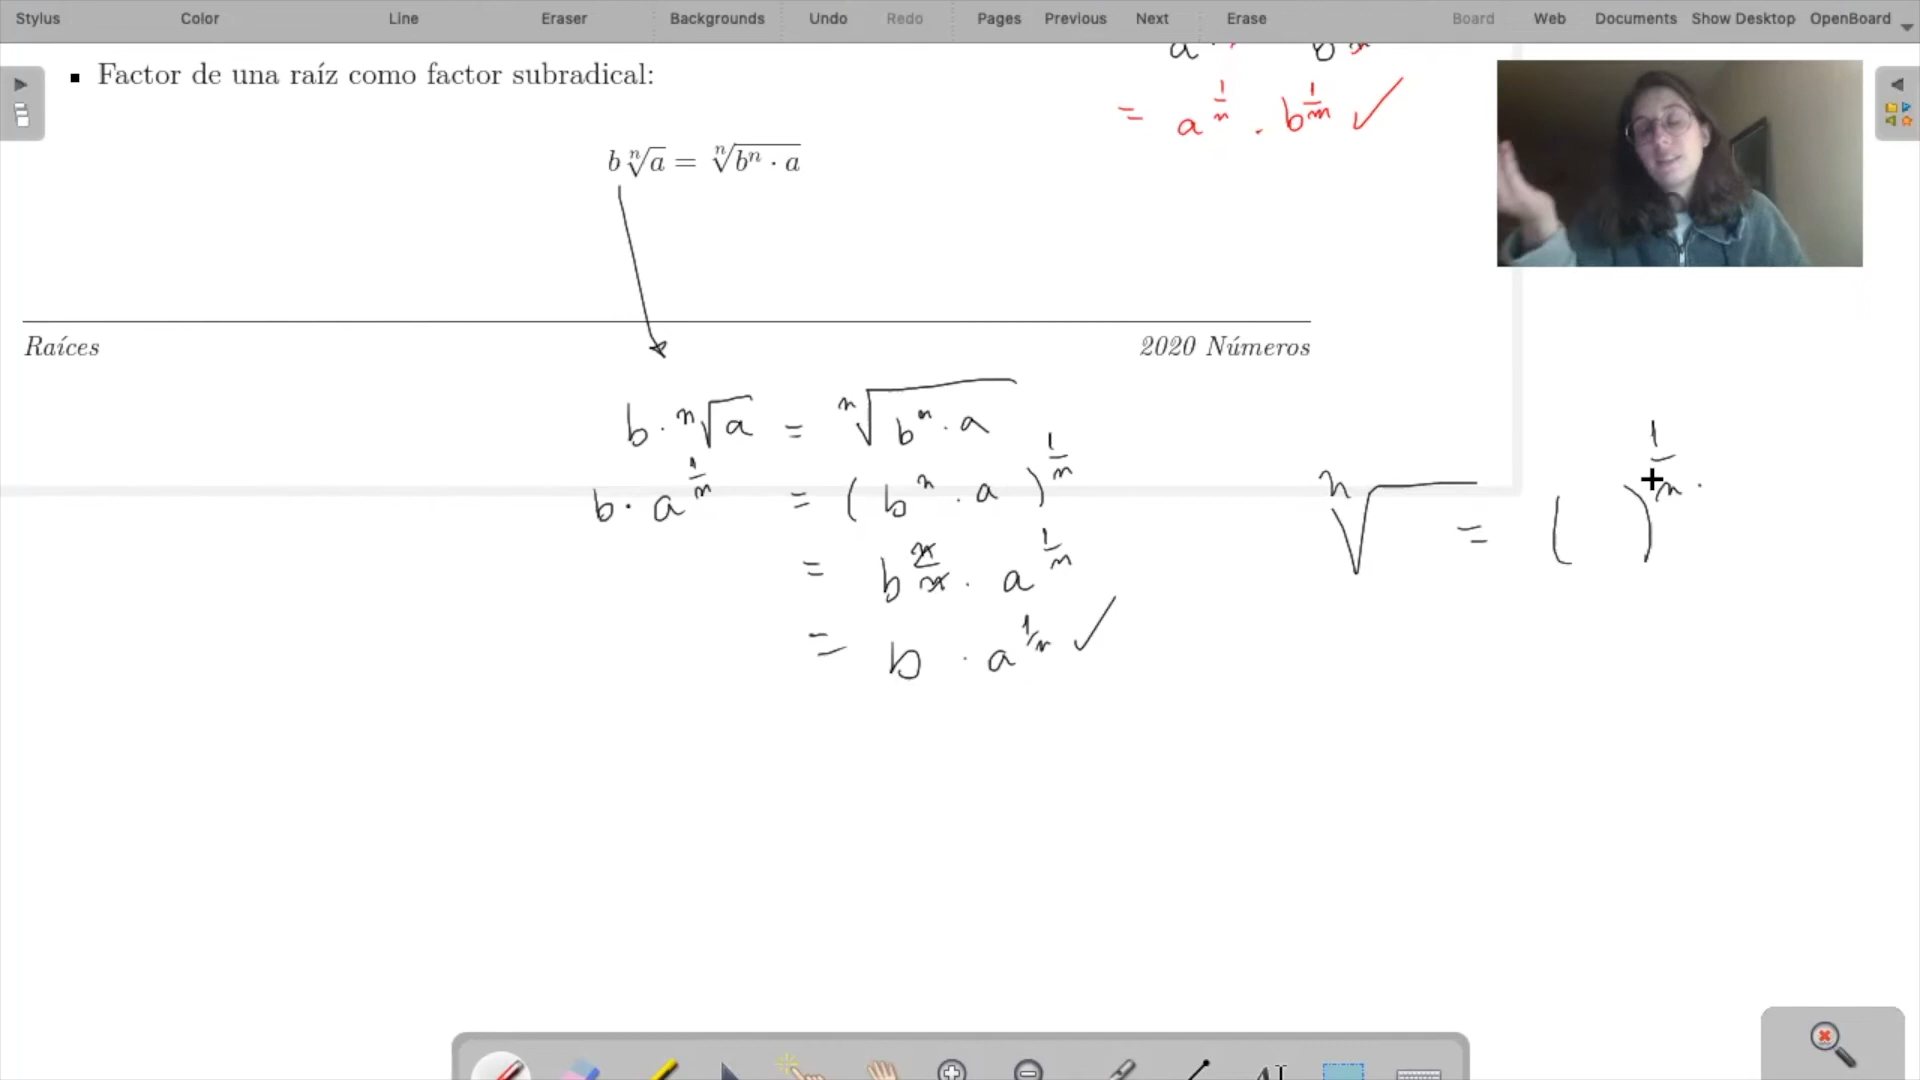 Stylus Color Line Eraser Backgrounds Undo Redo Pages Previous Next Erase Board Web Documents Show Desktop OpenBoard
▪ Factor de una raíz como factor subradical:
a b
= a^{1/n} · b^{1/n} ✓
b ⁿ√a = ⁿ√(bⁿ · a)
Raíces 2020 Números
b · ⁿ√a = ⁿ√(bⁿ · a)
b · a^{1/n} = (bⁿ · a)^{1/n}
= b^{n/n} · a^{1/n}
= b · a^{1/n} ✓
ⁿ√ = ( )^{1/n}.